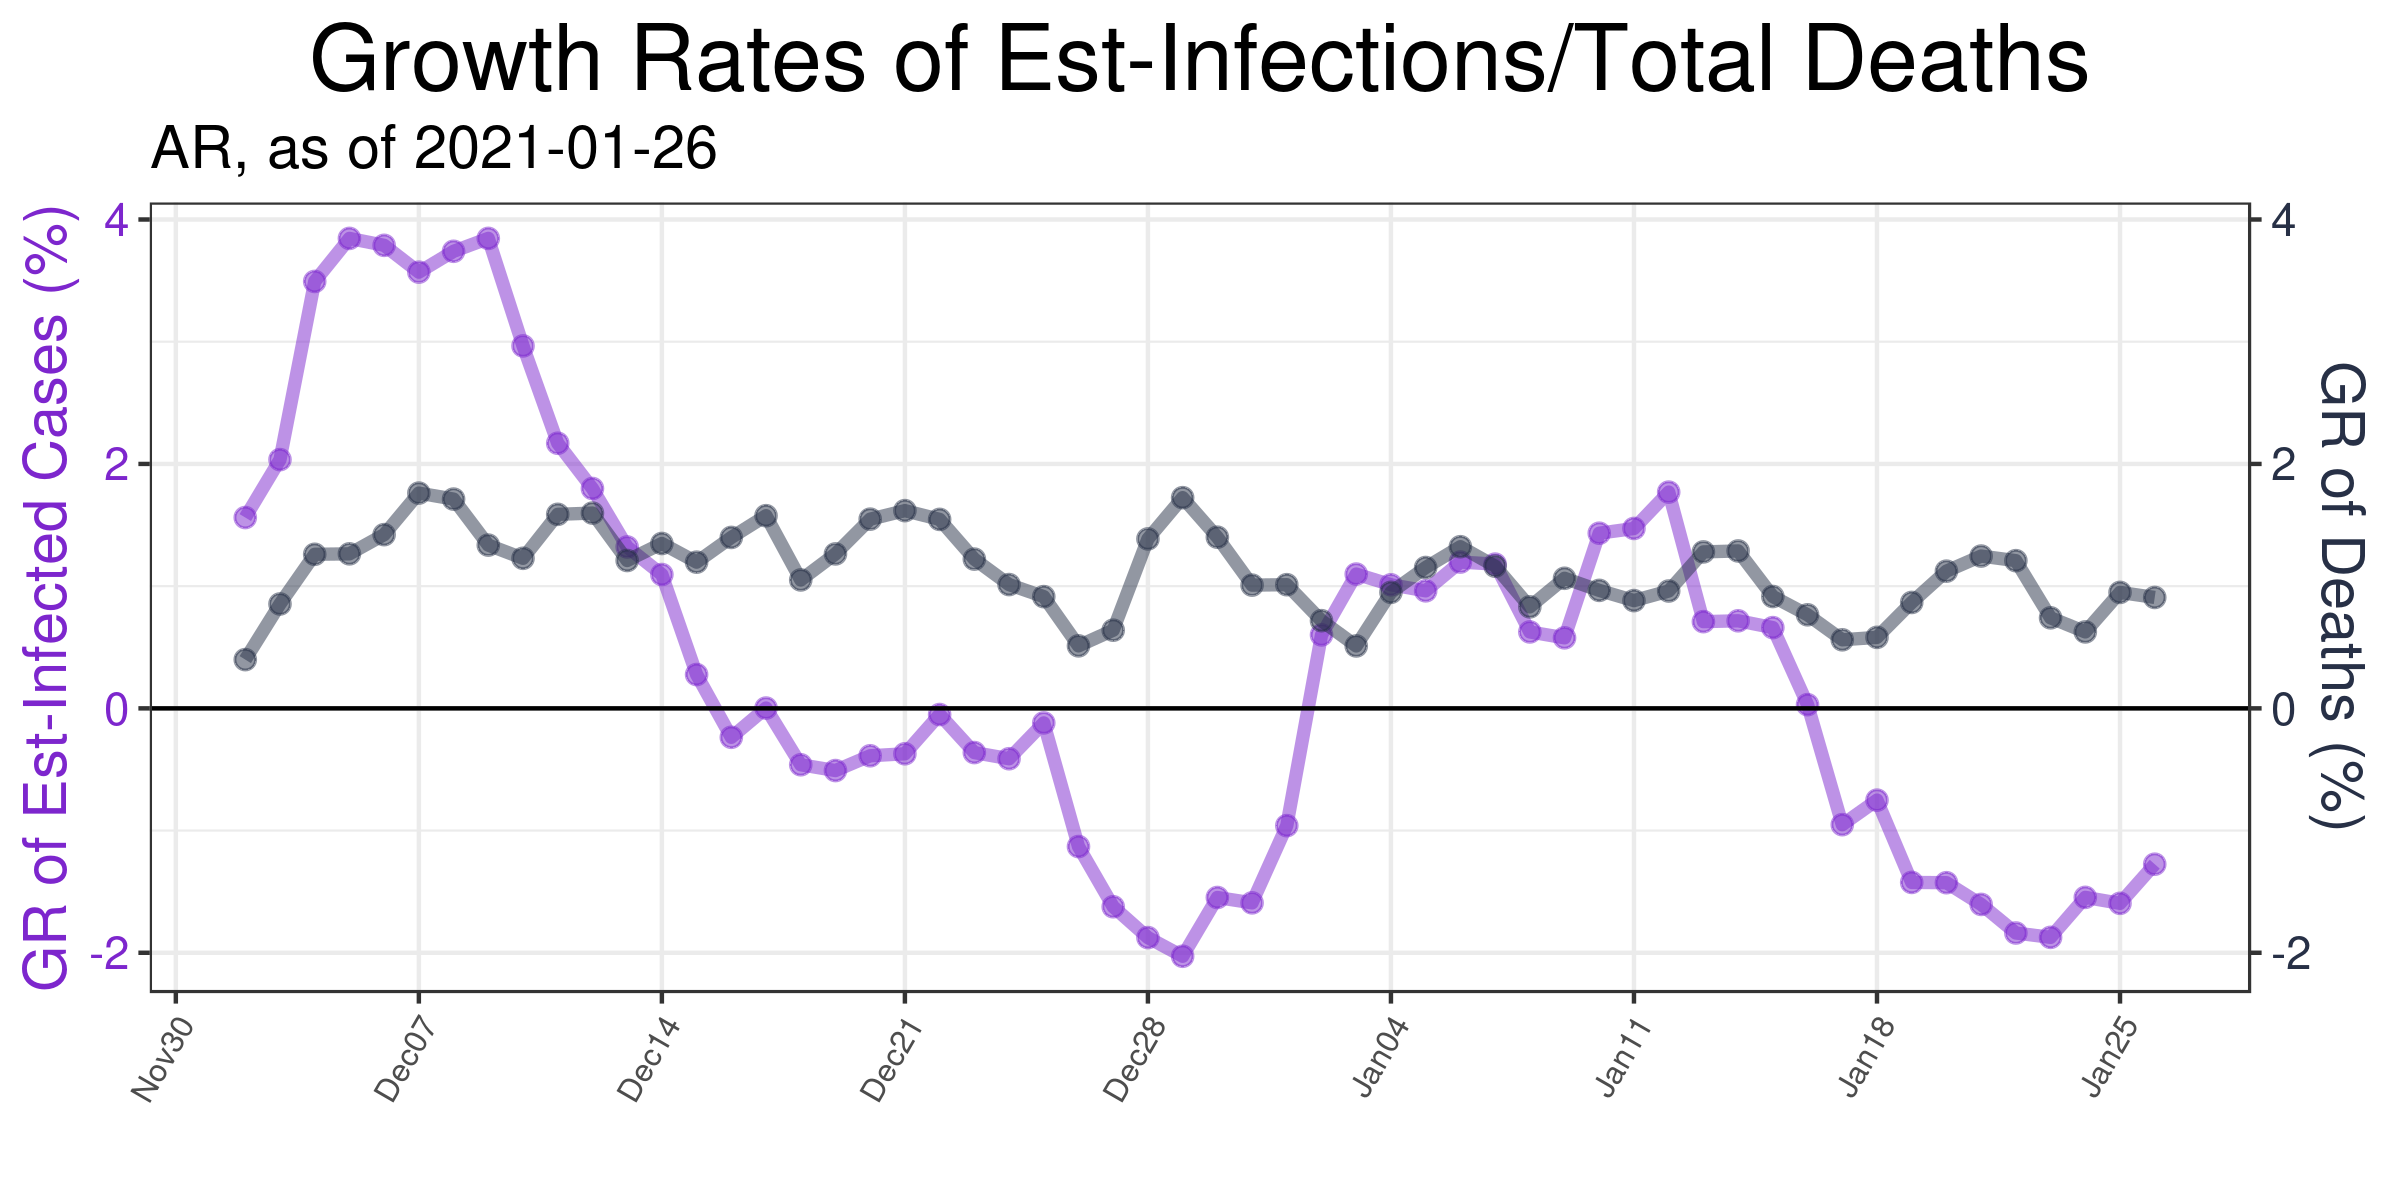 Growth Rates of Est-Infections/Total Deaths
AR, as of 2021-01-26
GR of Est-Infected Cases (%)
4
2
0
-2
4
2
0
-2
GR of Deaths (%)
Nov30
Dec07
Dec14
Dec21
Dec28
Jan04
Jan11
Jan18
Jan25